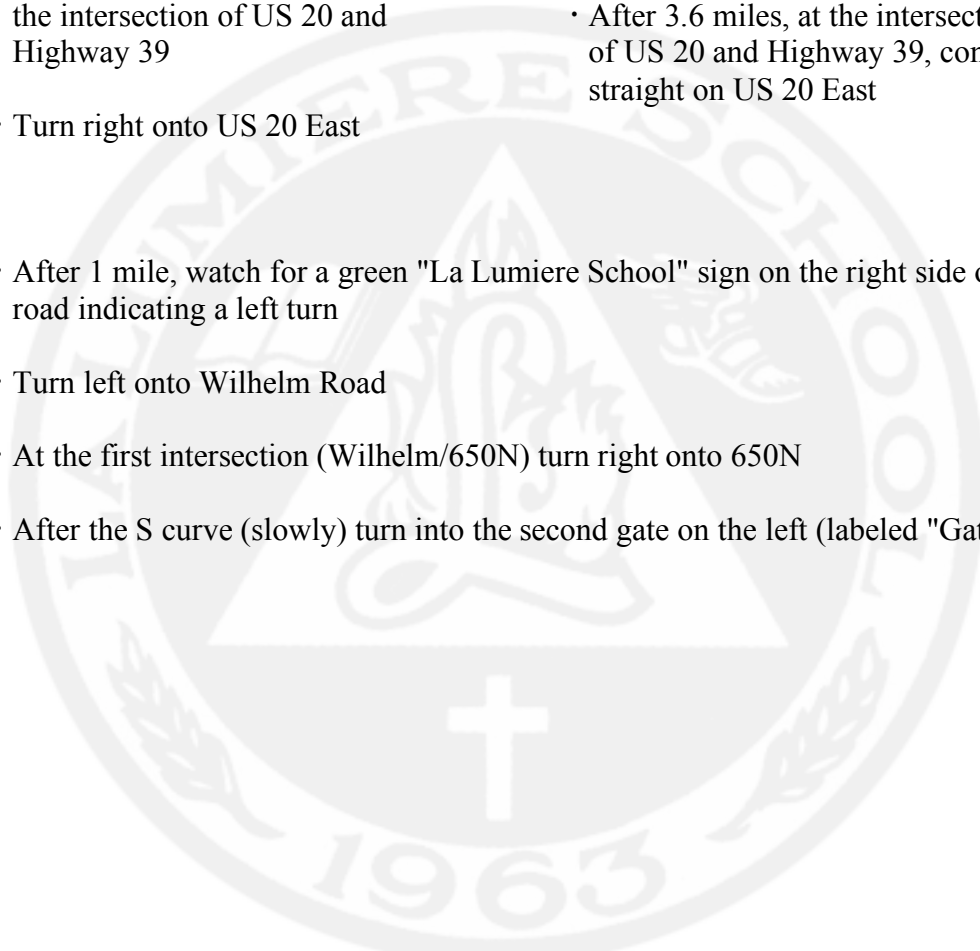 the intersection of US 20 and
Highway 39
· Turn right onto US 20 East
· After 3.6 miles, at the
of US 20 and Highway 39,
straight on US 20 East
· After 1 mile, watch for a green "La Lumiere School" sign on the right side
road indicating a left turn
· Turn left onto Wilhelm Road
· At the first intersection (Wilhelm/650N) turn right onto 650N
· After the S curve (slowly) turn into the second gate on the left (labeled
LA LUMIERE SCHOOL
1963